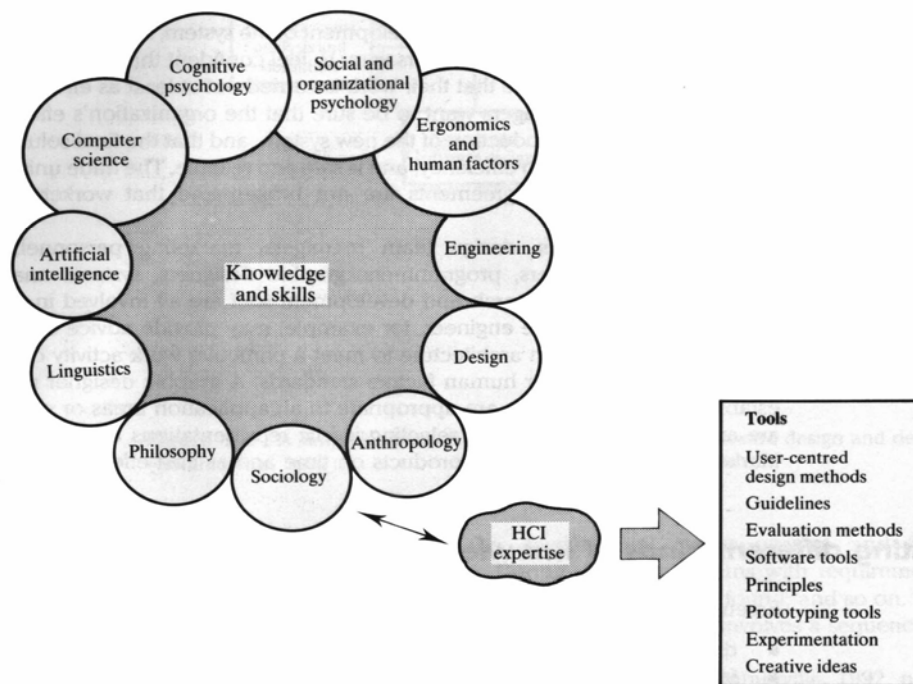 Cognitive
psychology
Social and
organizational
psychology
Ergonomics
and
human factors
Computer
science
Engineering
Artificial
intelligence
Knowledge
and skills
Design
Linguistics
Anthropology
Philosophy
Sociology
HCI
expertise
Tools
User-centred
design methods
Guidelines
Evaluation methods
Software tools
Principles
Prototyping tools
Experimentation
Creative ideas